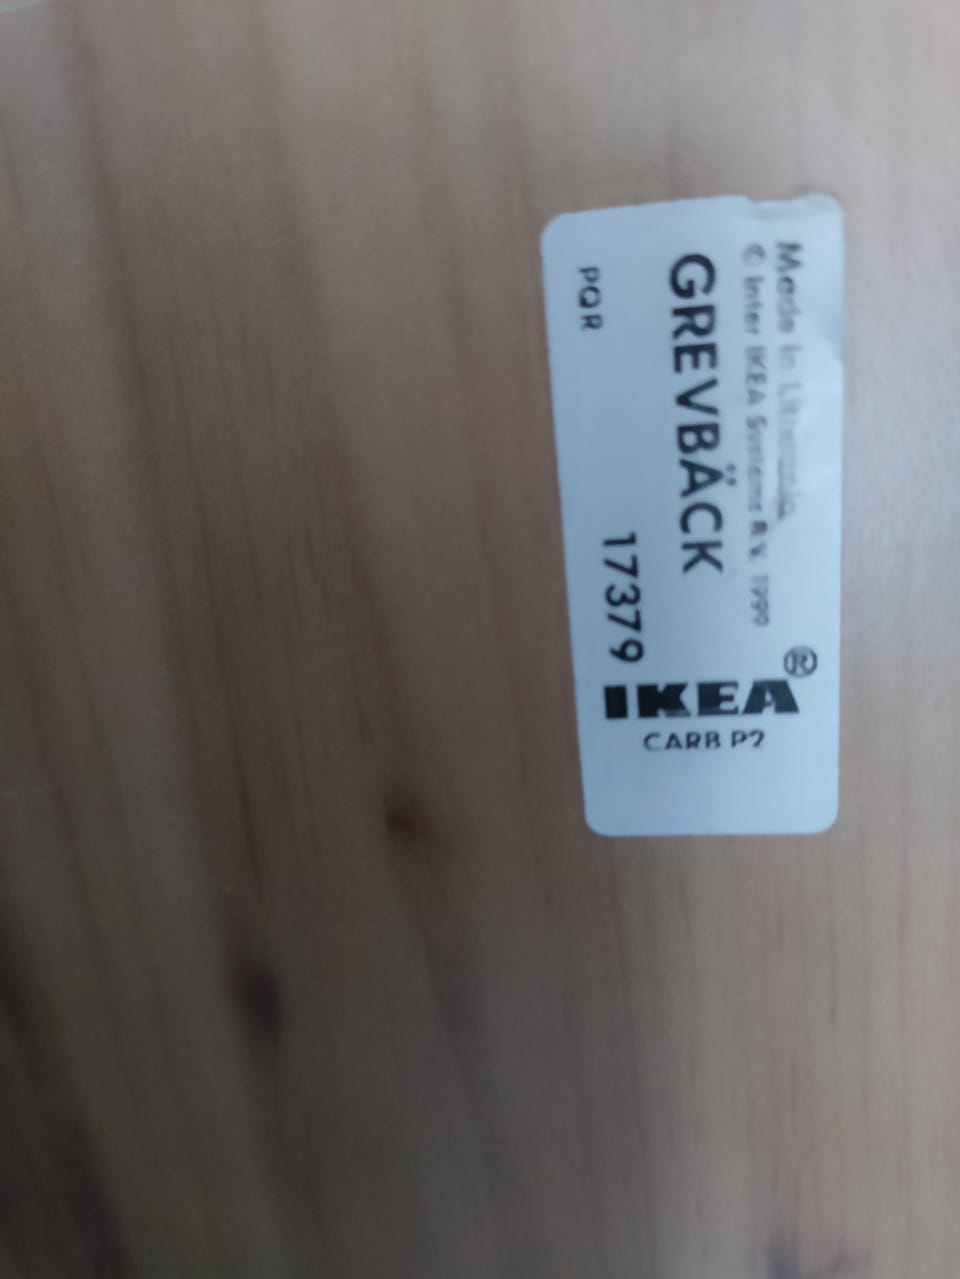 Made in Lithuania
© Inter IKEA Systems B.V. 1999
GREVBÄCK
17379
PQR
IKEA®
CARB P2